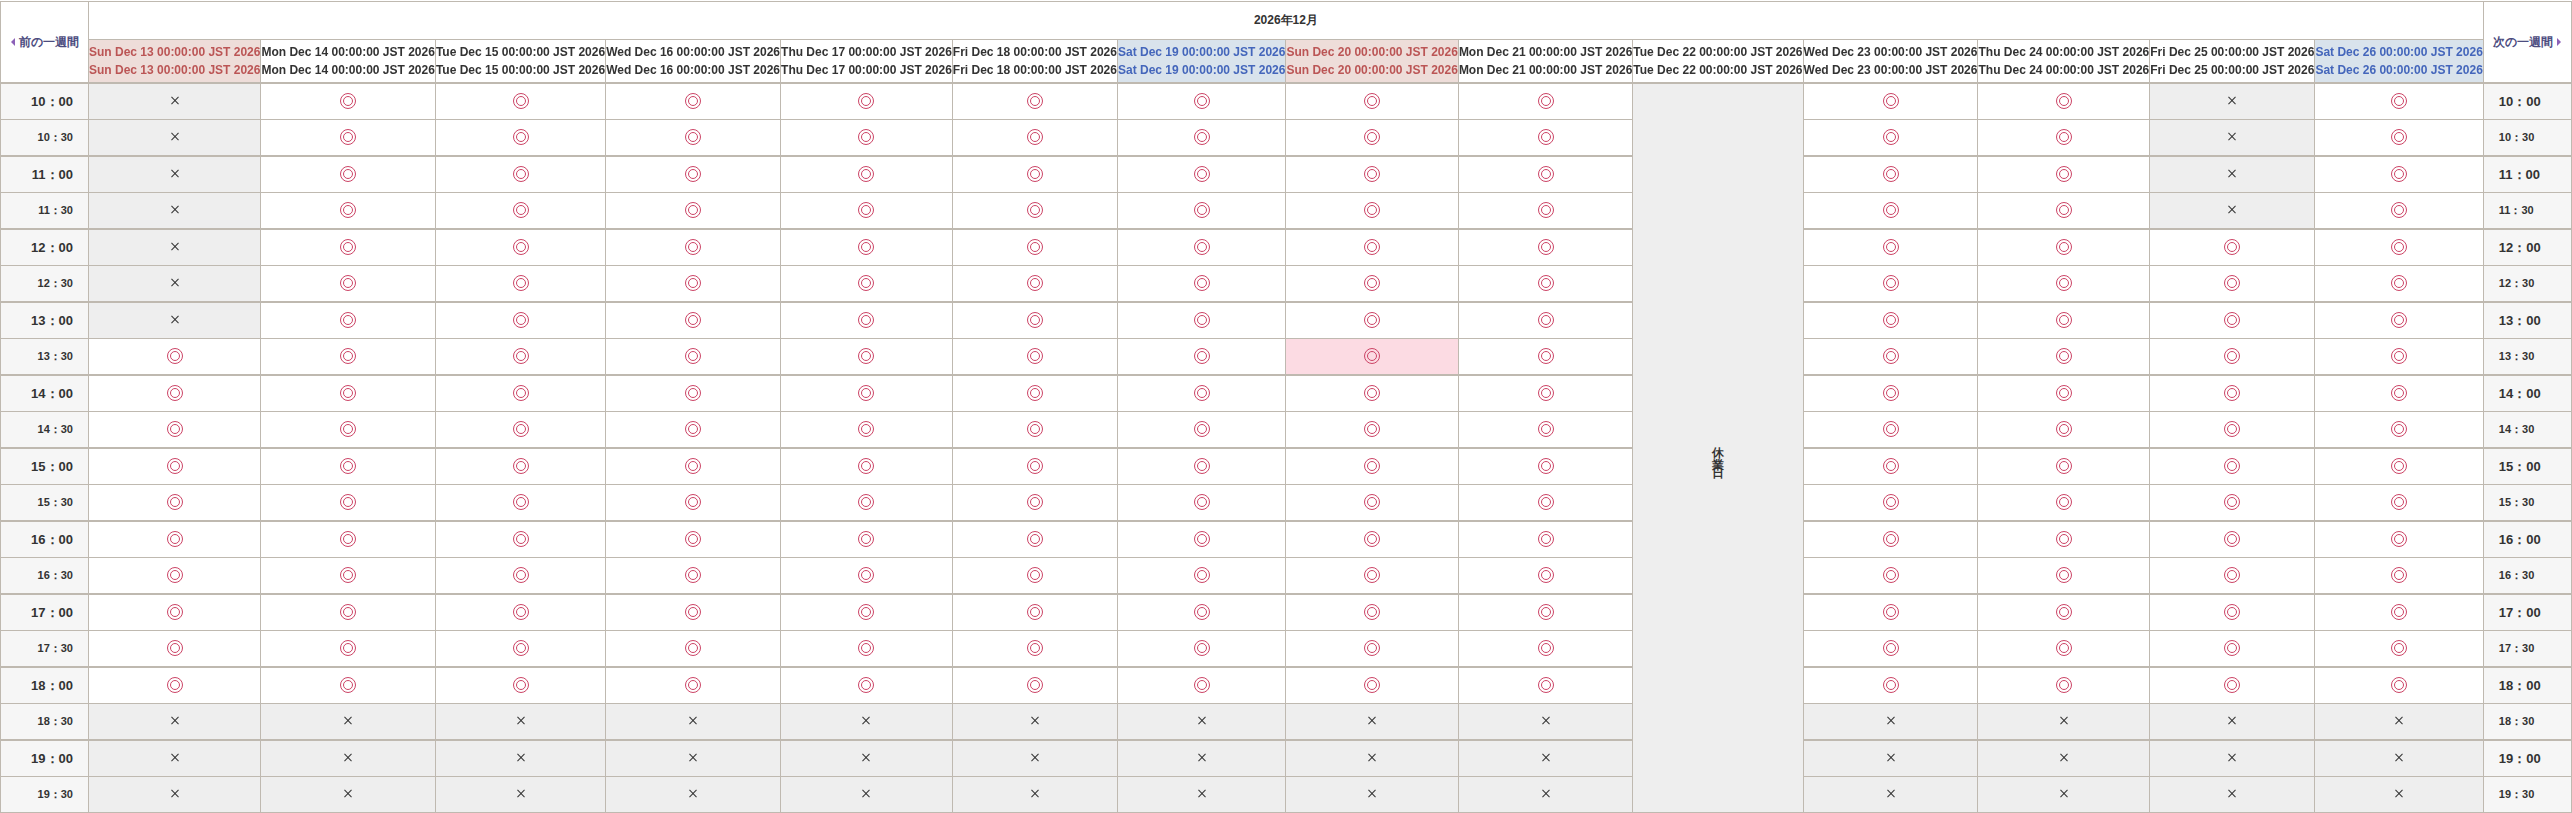 2026年12月
前の一週間
次の一週間
Sun Dec 13 00:00:00 JST 2026 Mon Dec 14 00:00:00 JST 2026 Tue Dec 15 00:00:00 JST 2026 Wed Dec 16 00:00:00 JST 2026 Thu Dec 17 00:00:00 JST 2026 Fri Dec 18 00:00:00 JST 2026 Sat Dec 19 00:00:00 JST 2026 Sun Dec 20 00:00:00 JST 2026 Mon Dec 21 00:00:00 JST 2026 Tue Dec 22 00:00:00 JST 2026 Wed Dec 23 00:00:00 JST 2026 Thu Dec 24 00:00:00 JST 2026 Fri Dec 25 00:00:00 JST 2026 Sat Dec 26 00:00:00 JST 2026
Sun Dec 13 00:00:00 JST 2026 Mon Dec 14 00:00:00 JST 2026 Tue Dec 15 00:00:00 JST 2026 Wed Dec 16 00:00:00 JST 2026 Thu Dec 17 00:00:00 JST 2026 Fri Dec 18 00:00:00 JST 2026 Sat Dec 19 00:00:00 JST 2026 Sun Dec 20 00:00:00 JST 2026 Mon Dec 21 00:00:00 JST 2026 Tue Dec 22 00:00:00 JST 2026 Wed Dec 23 00:00:00 JST 2026 Thu Dec 24 00:00:00 JST 2026 Fri Dec 25 00:00:00 JST 2026 Sat Dec 26 00:00:00 JST 2026
10：00 × ◎ ◎ ◎ ◎ ◎ ◎ ◎ ◎ ◎ ◎ × ◎ 10：00
10：30 × ◎ ◎ ◎ ◎ ◎ ◎ ◎ ◎ ◎ ◎ × ◎ 10：30
11：00 × ◎ ◎ ◎ ◎ ◎ ◎ ◎ ◎ ◎ ◎ × ◎ 11：00
11：30 × ◎ ◎ ◎ ◎ ◎ ◎ ◎ ◎ ◎ ◎ × ◎ 11：30
12：00 × ◎ ◎ ◎ ◎ ◎ ◎ ◎ ◎ ◎ ◎ ◎ ◎ 12：00
12：30 × ◎ ◎ ◎ ◎ ◎ ◎ ◎ ◎ ◎ ◎ ◎ ◎ 12：30
13：00 × ◎ ◎ ◎ ◎ ◎ ◎ ◎ ◎ ◎ ◎ ◎ ◎ 13：00
13：30 ◎ ◎ ◎ ◎ ◎ ◎ ◎ ◎ ◎ ◎ ◎ ◎ ◎ 13：30
14：00 ◎ ◎ ◎ ◎ ◎ ◎ ◎ ◎ ◎ ◎ ◎ ◎ ◎ 14：00
14：30 ◎ ◎ ◎ ◎ ◎ ◎ ◎ ◎ ◎ ◎ ◎ ◎ ◎ 14：30
休業日
15：00 ◎ ◎ ◎ ◎ ◎ ◎ ◎ ◎ ◎ ◎ ◎ ◎ ◎ 15：00
15：30 ◎ ◎ ◎ ◎ ◎ ◎ ◎ ◎ ◎ ◎ ◎ ◎ ◎ 15：30
16：00 ◎ ◎ ◎ ◎ ◎ ◎ ◎ ◎ ◎ ◎ ◎ ◎ ◎ 16：00
16：30 ◎ ◎ ◎ ◎ ◎ ◎ ◎ ◎ ◎ ◎ ◎ ◎ ◎ 16：30
17：00 ◎ ◎ ◎ ◎ ◎ ◎ ◎ ◎ ◎ ◎ ◎ ◎ ◎ 17：00
17：30 ◎ ◎ ◎ ◎ ◎ ◎ ◎ ◎ ◎ ◎ ◎ ◎ ◎ 17：30
18：00 ◎ ◎ ◎ ◎ ◎ ◎ ◎ ◎ ◎ ◎ ◎ ◎ ◎ 18：00
18：30 × × × × × × × × × × × × × 18：30
19：00 × × × × × × × × × × × × × 19：00
19：30 × × × × × × × × × × × × × 19：30